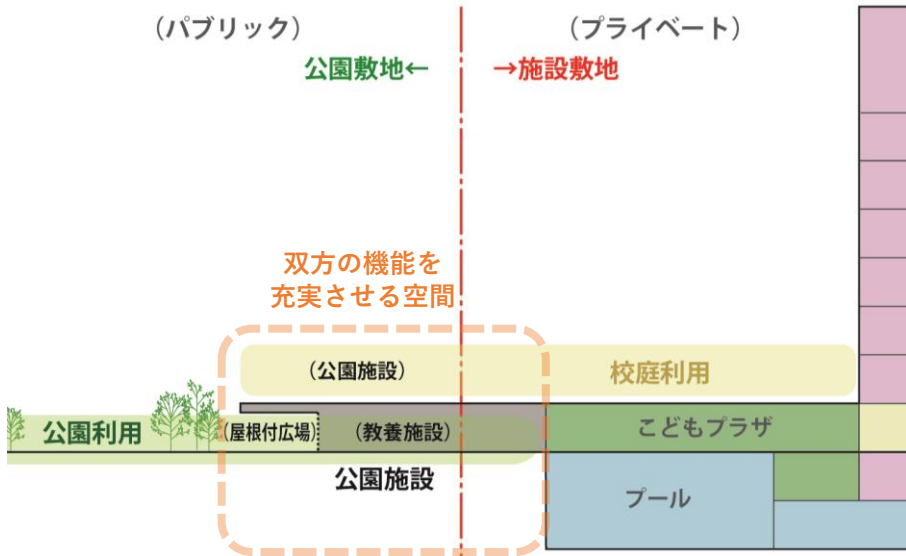 （パブリック）
（プライベート）
公園敷地←
→施設敷地
双方の機能を
充実させる空間
（公園施設）
校庭利用
公園利用
（屋根付広場）
（教養施設）
こどもプラザ
公園施設
プール